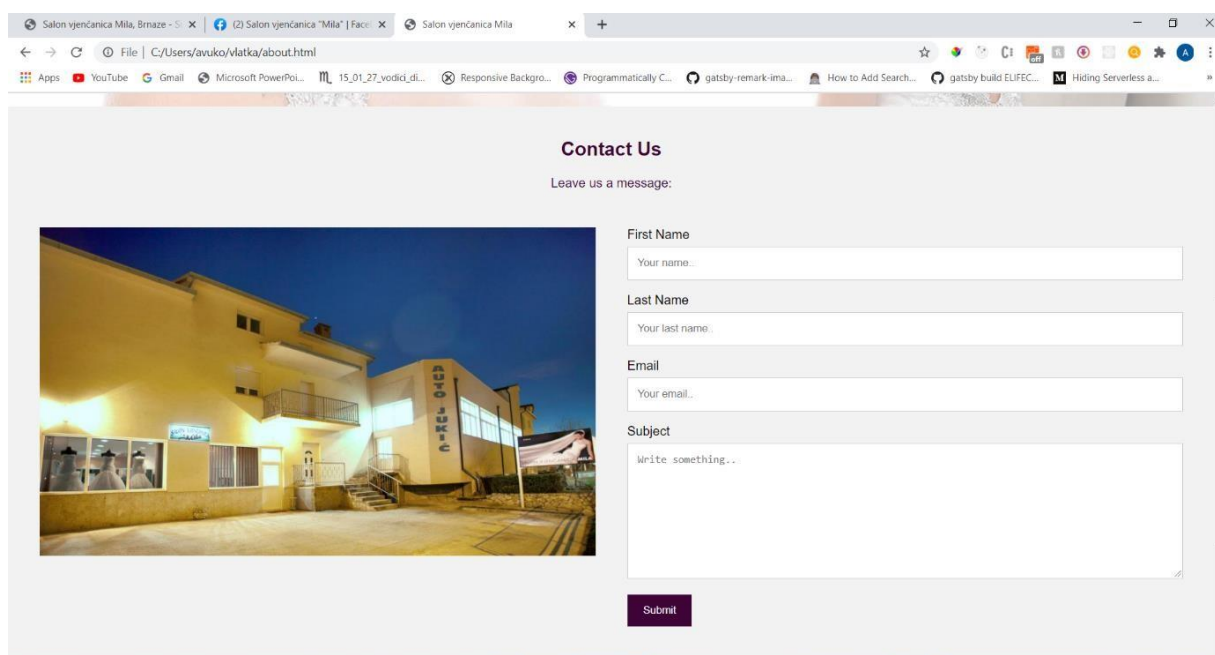 Salon vjenčanica Mila, Brnaze - S
(2) Salon vjenčanica "Mila" | Face
Salon vjenčanica Mila
File | C:/Users/avuko/vlatka/about.html
off
A
Apps YouTube Gmail Microsoft PowerPoi... 15_01_27_vodici_di... Responsive Backgro... Programmatically C... gatsby-remark-ima... How to Add Search... gatsby build ELIFEC... Hiding Serverless a...
Contact Us
Leave us a message:
AUTO JUKIĆ
First Name
Your name..
Last Name
Your last name..
Email
Your email..
Subject
Write something..
Submit